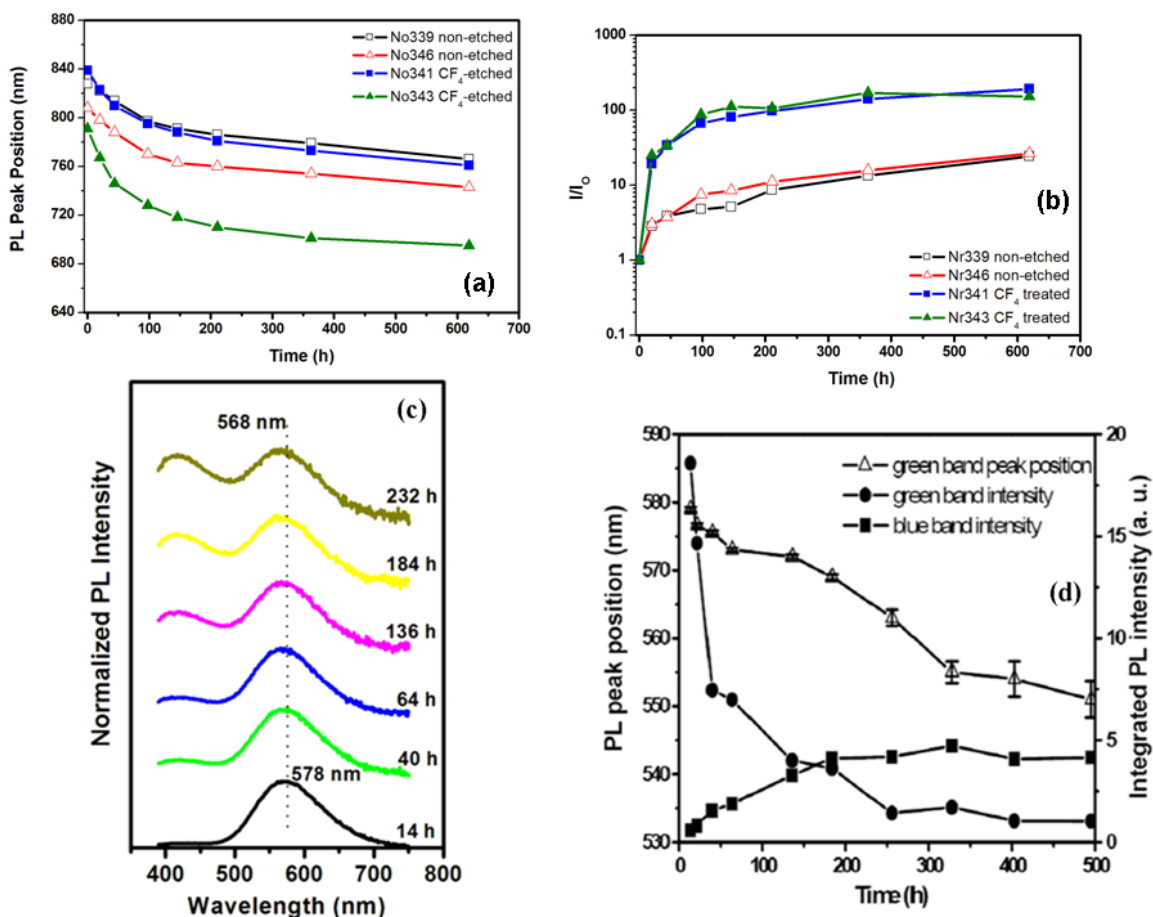 (a)
880
840
800
760
720
680
640
PL Peak Position (nm)
No339 non-etched
No346 non-etched
No341 CF4-etched
No343 CF4-etched
0 100 200 300 400 500 600 700
Time (h)
1000
100
10
1
0.1
I/IO
(b)
Nr339 non-etched
Nr346 non-etched
Nr341 CF4 treated
Nr343 CF4 treated
0 100 200 300 400 500 600 700
Time (h)
(c)
568 nm
232 h
184 h
136 h
64 h
40 h
578 nm
14 h
Normalized PL Intensity
400 500 600 700 800
Wavelength (nm)
590
580
570
560
550
540
530
PL peak position (nm)
green band peak position
green band intensity
blue band intensity
(d)
20
15
10
5
0
Integrated PL intensity (a. u.)
0 100 200 300 400 500
Time (h)